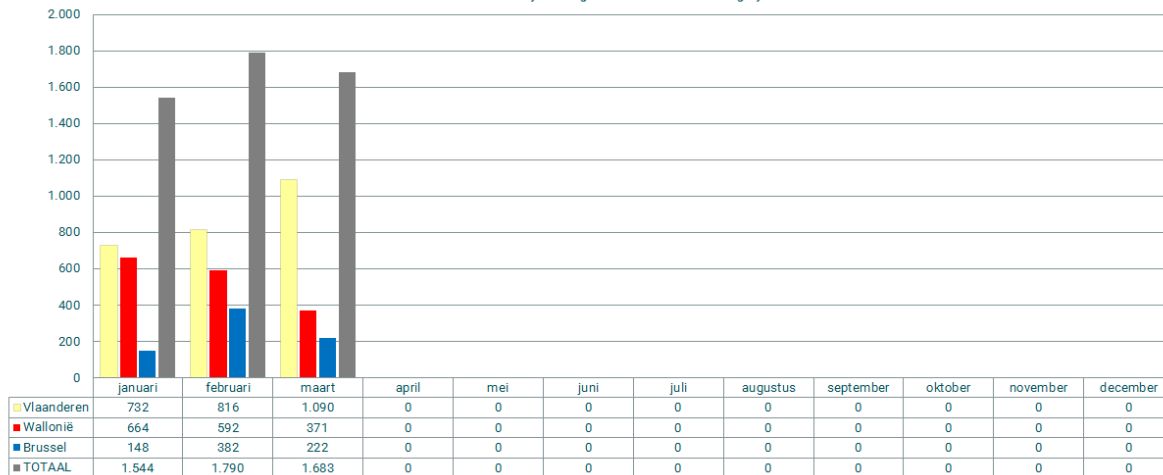 2.000
1.800
1.600
1.400
1.200
1.000
800
600
400
200
0
januari februari maart april mei juni juli augustus september oktober november december
Vlaanderen 732 816 1.090 0 0 0 0 0 0 0 0 0
Wallonië 664 592 371 0 0 0 0 0 0 0 0 0
Brussel 148 382 222 0 0 0 0 0 0 0 0 0
TOTAAL 1.544 1.790 1.683 0 0 0 0 0 0 0 0 0